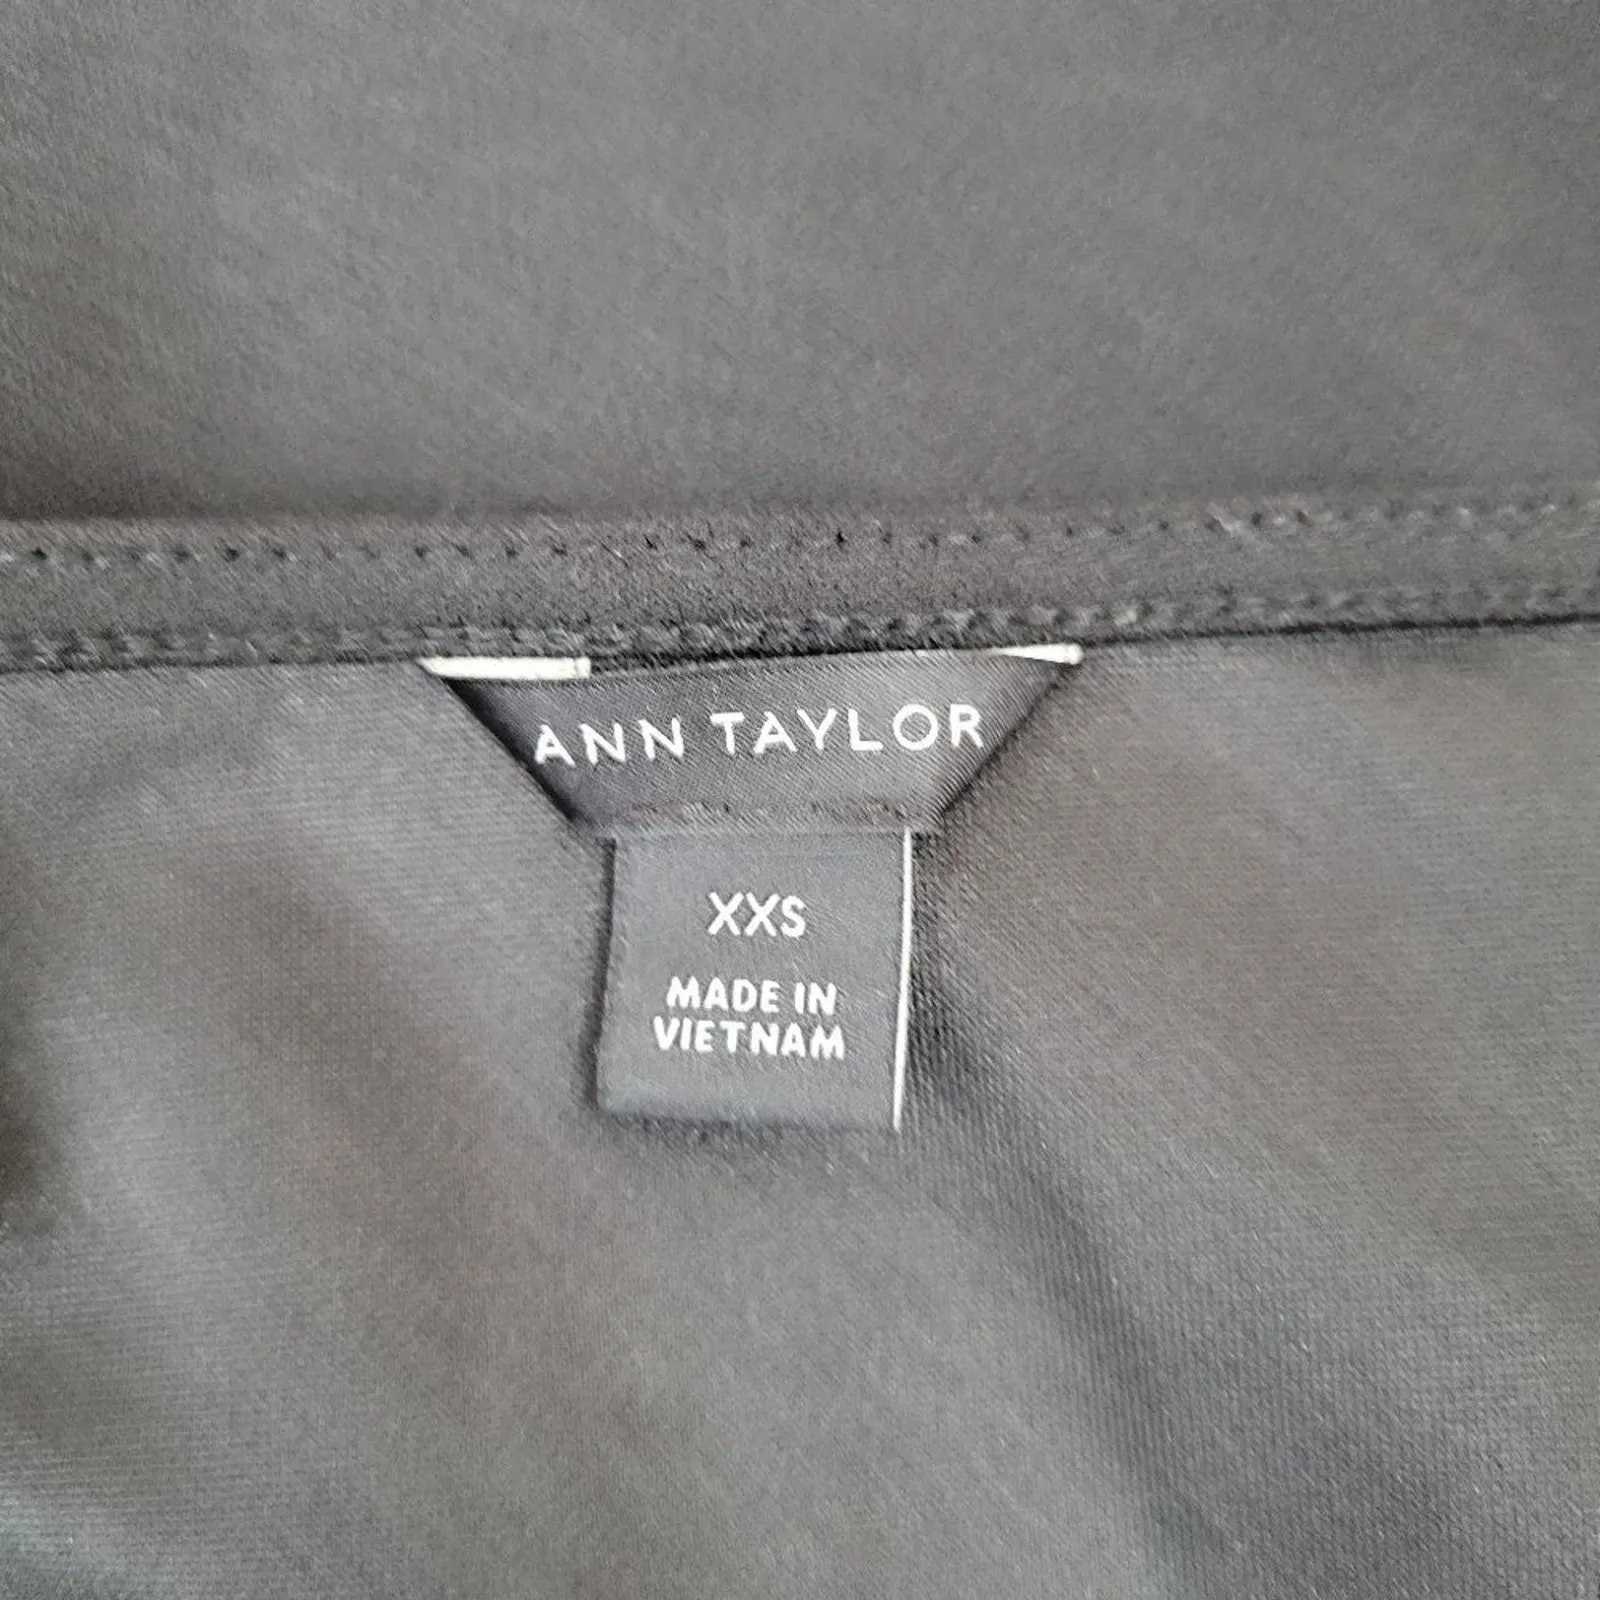 ANN TAYLOR
XXS
MADE IN
VIETNAM